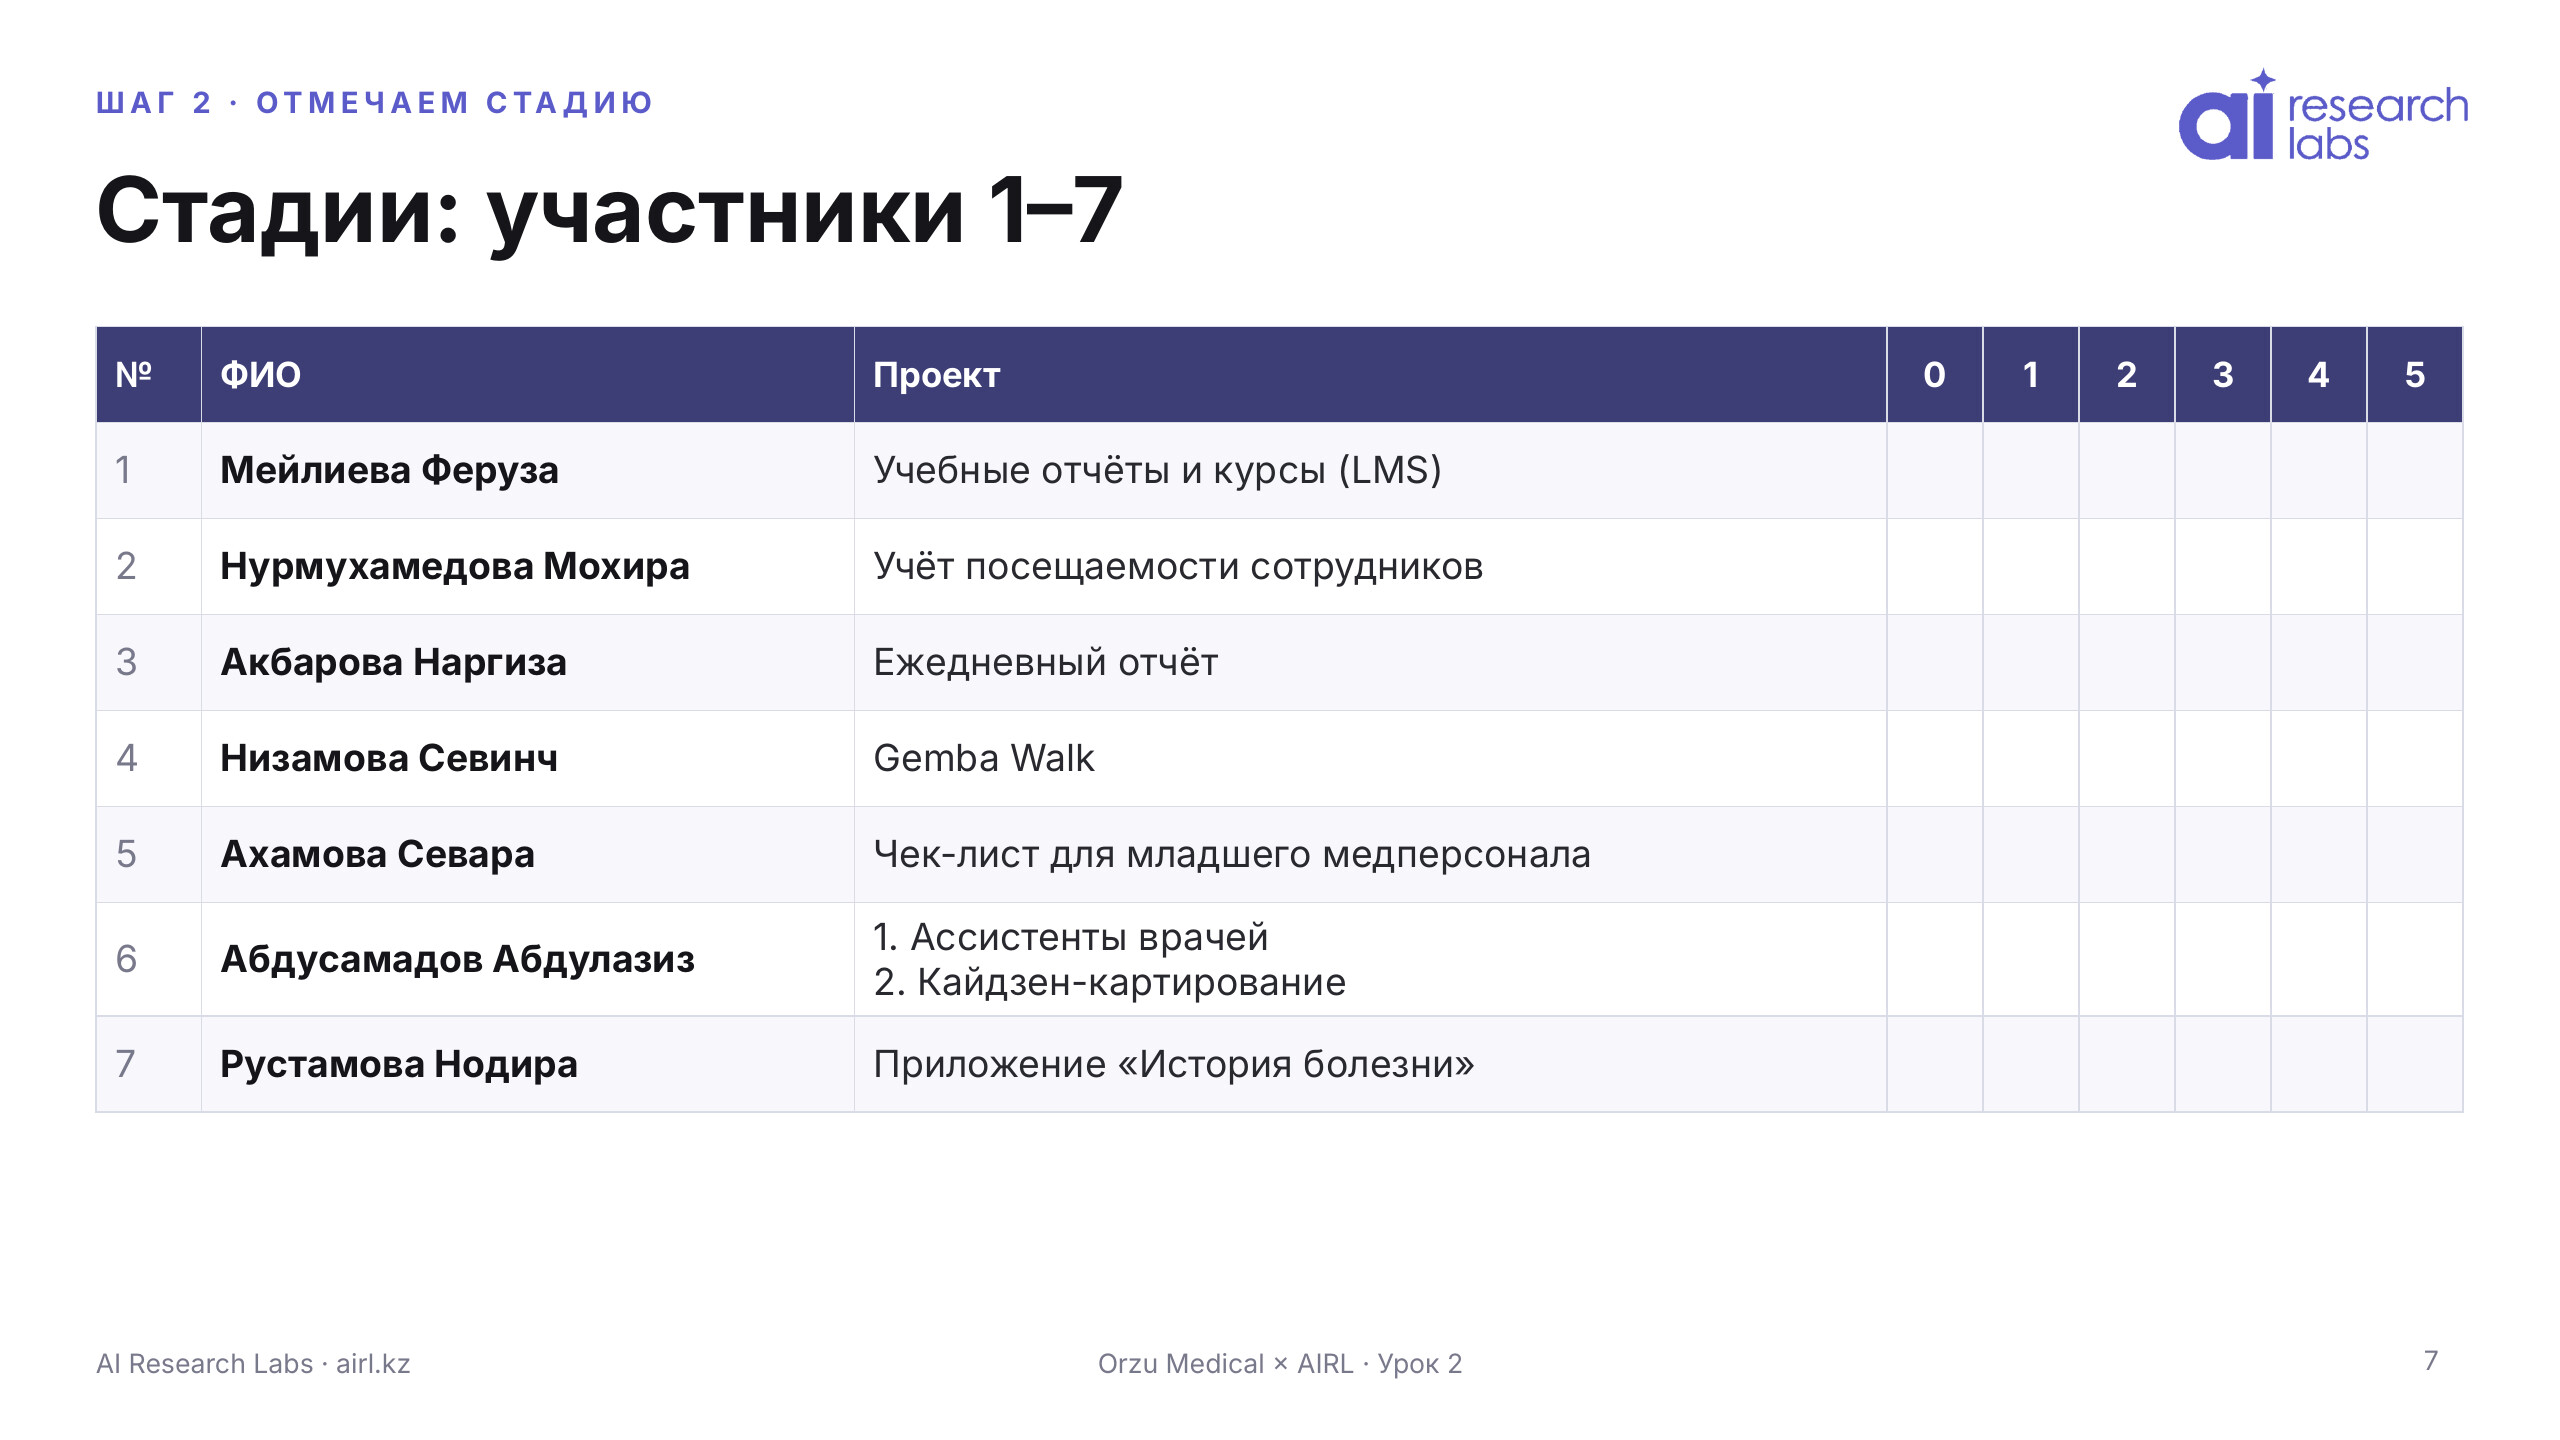 ШАГ 2 · ОТМЕЧАЕМ СТАДИЮ
ai research labs
Стадии: участники 1–7
№ ФИО Проект 0 1 2 3 4 5
1 Мейлиева Феруза Учебные отчёты и курсы (LMS)
2 Нурмухамедова Мохира Учёт посещаемости сотрудников
3 Акбарова Наргиза Ежедневный отчёт
4 Низамова Севинч Gemba Walk
5 Ахамова Севара Чек-лист для младшего медперсонала
6 Абдусамадов Абдулазиз 1. Ассистенты врачей
2. Кайдзен-картирование
7 Рустамова Нодира Приложение «История болезни»
AI Research Labs · airl.kz Orzu Medical × AIRL · Урок 2 7